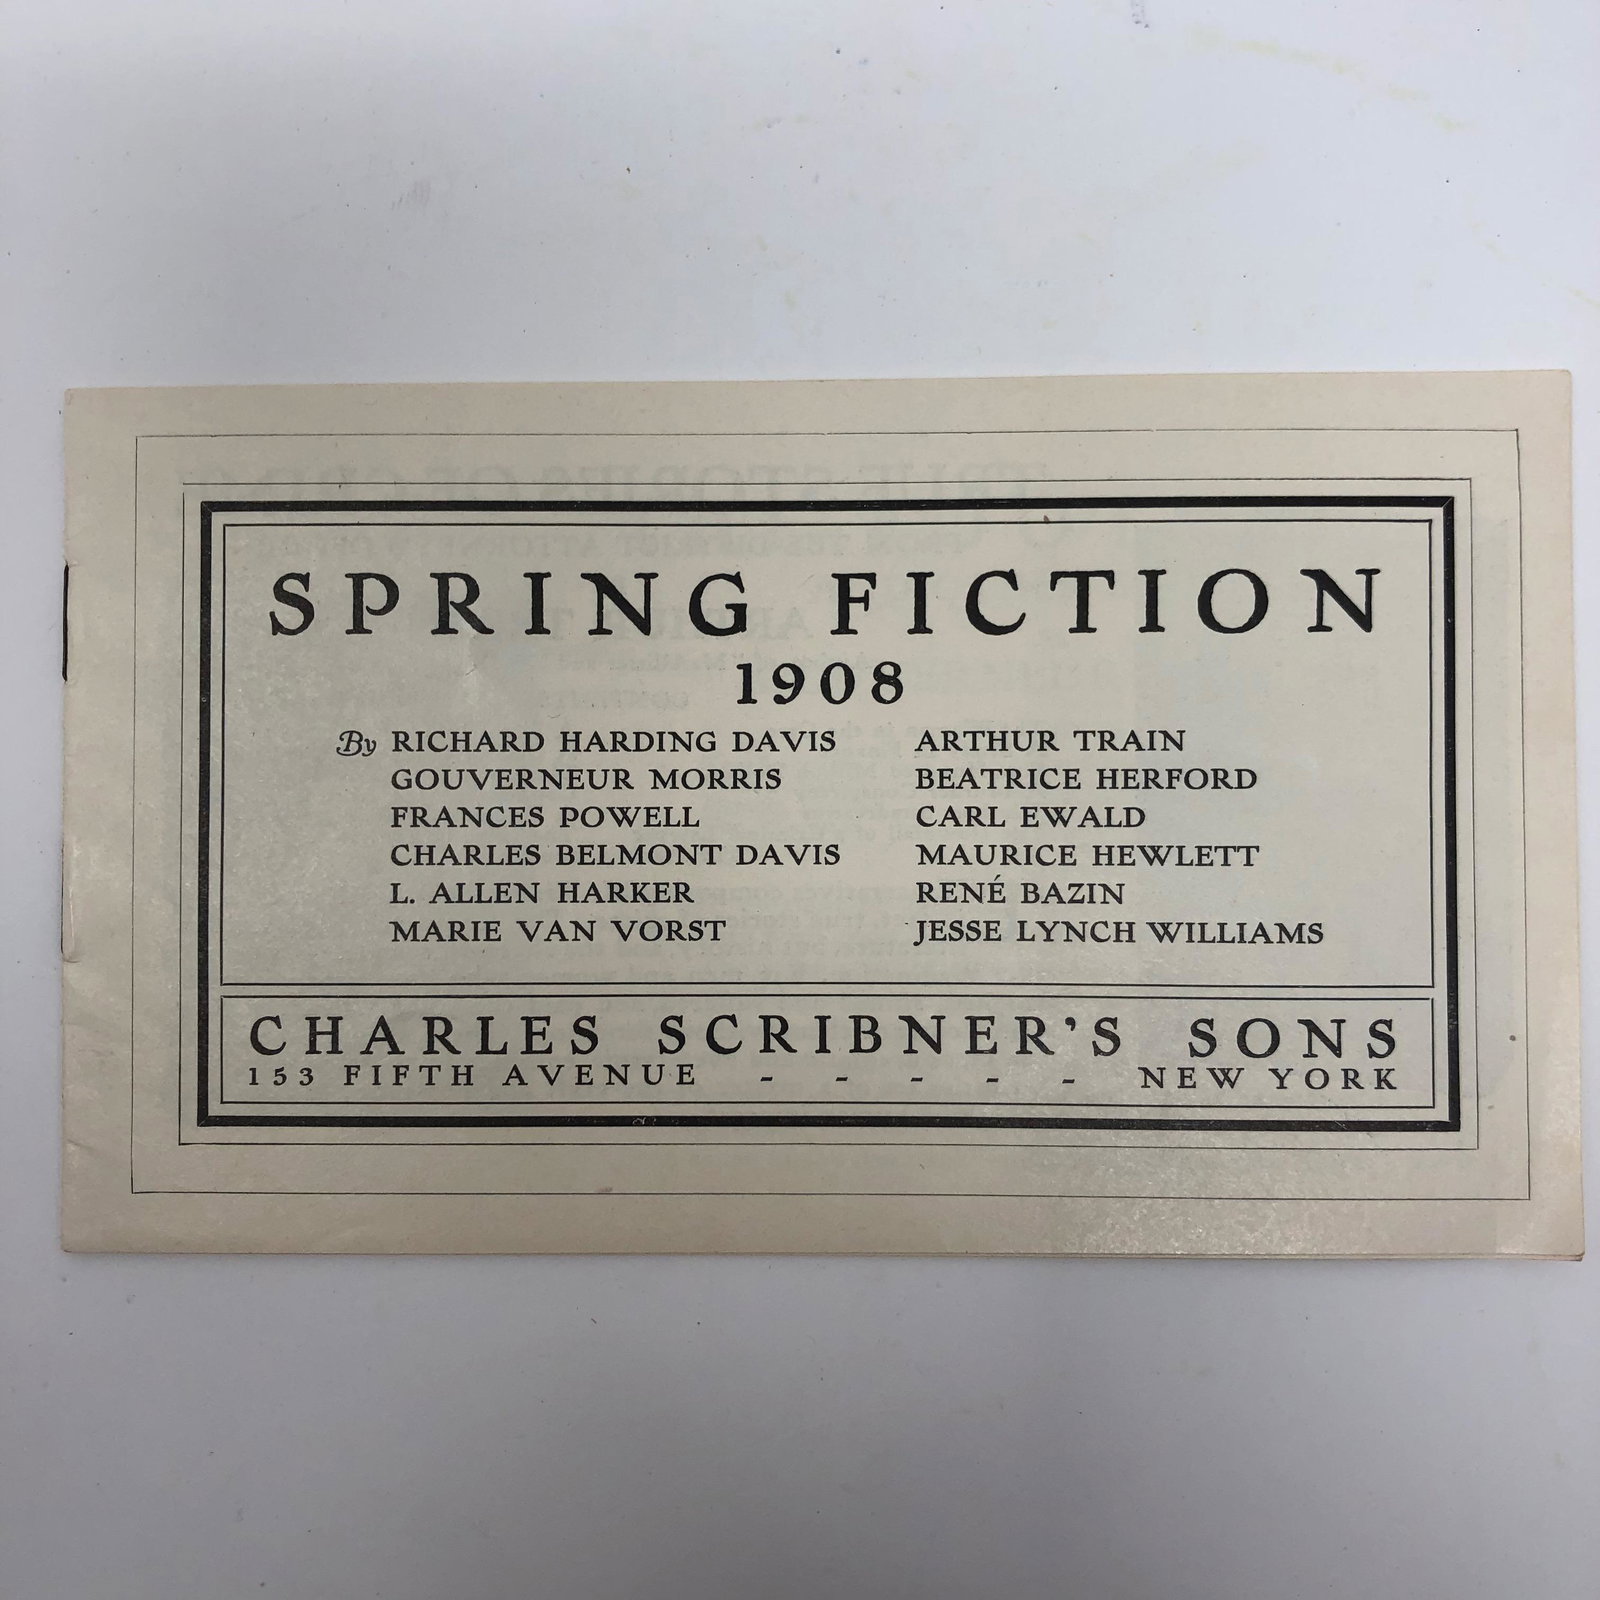 SPRING FICTION
1908
By RICHARD HARDING DAVIS
GOUVERNEUR MORRIS
FRANCES POWELL
CHARLES BELMONT DAVIS
L. ALLEN HARKER
MARIE VAN VORST
ARTHUR TRAIN
BEATRICE HERFORD
CARL EWALD
MAURICE HEWLETT
RENÉ BAZIN
JESSE LYNCH WILLIAMS
CHARLES SCRIBNER'S SONS
153 FIFTH AVENUE - - - - - NEW YORK